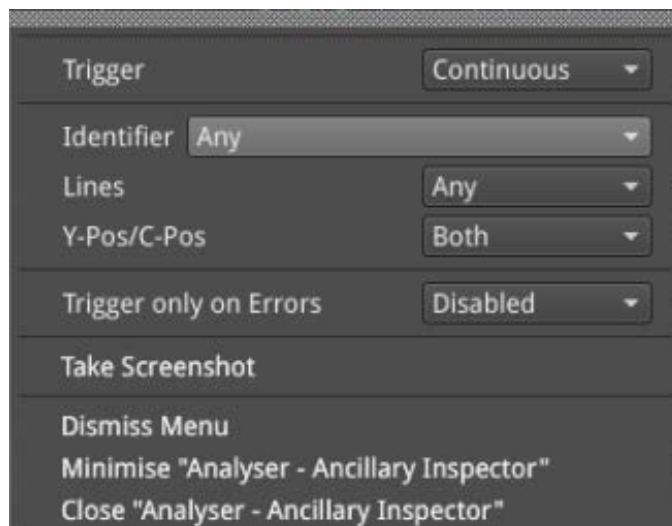 Trigger Continuous
Identifier Any
Lines Any
Y-Pos/C-Pos Both
Trigger only on Errors Disabled
Take Screenshot
Dismiss Menu
Minimise "Analyser - Ancillary Inspector"
Close "Analyser - Ancillary Inspector"